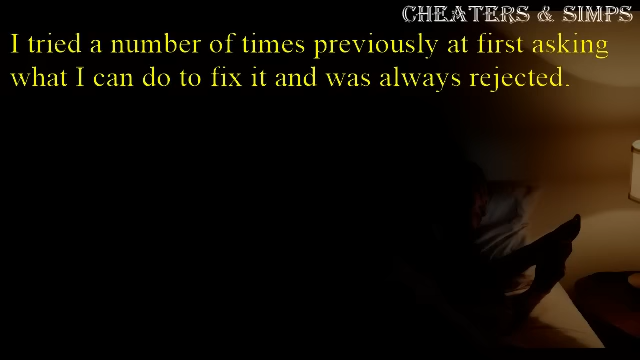 CHEATERS & SIMPS
I tried a number of times previously at first asking
what I can do to fix it and was always rejected.